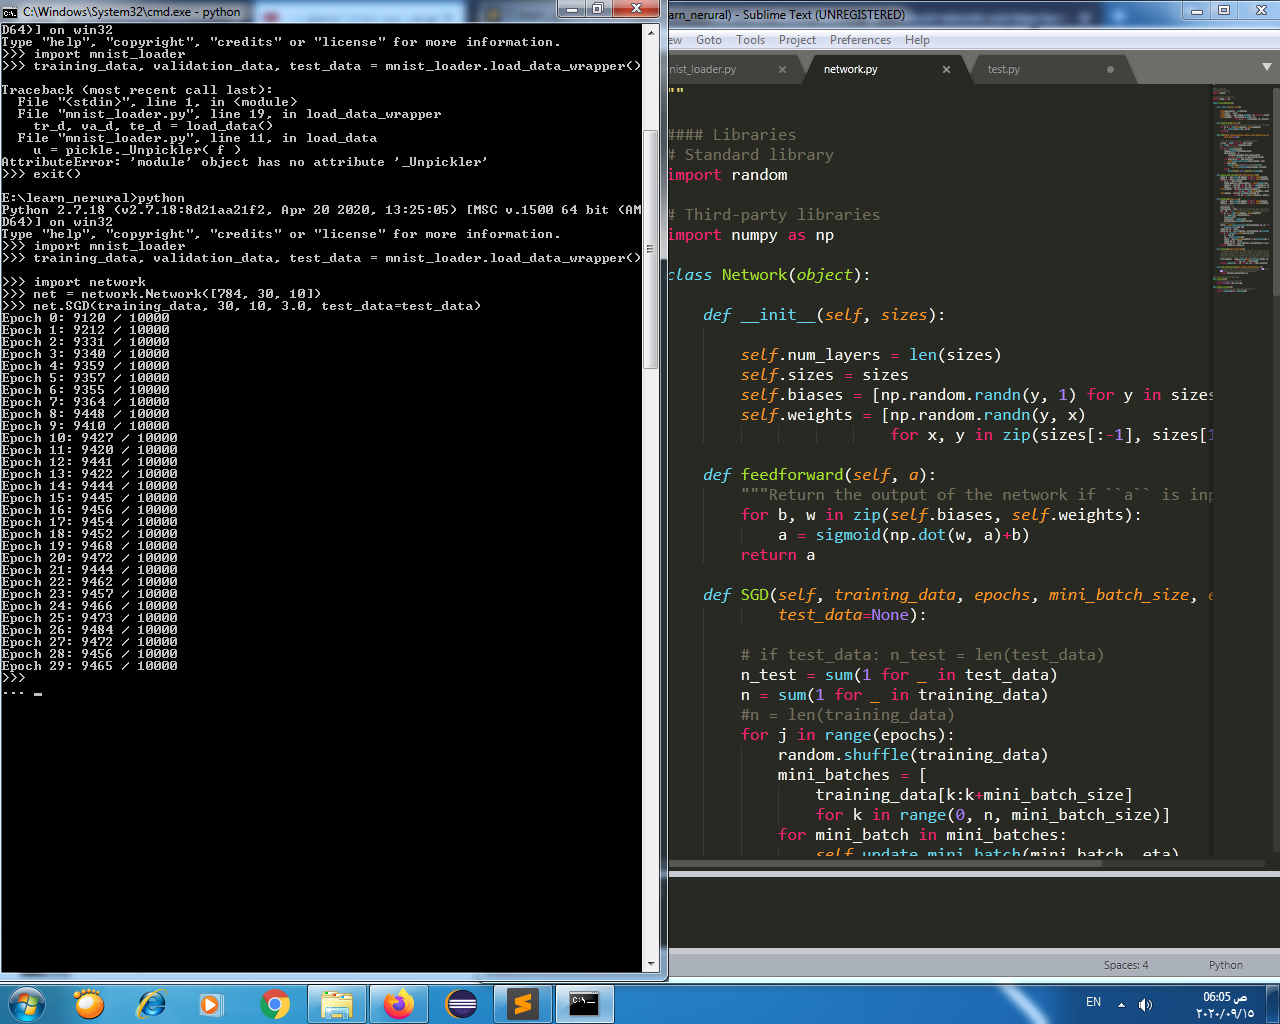 C:\Windows\System32\cmd.exe - python
D64)] on win32
Type "help", "copyright", "credits" or "license" for more information.
>>> import mnist_loader
>>> training_data, validation_data, test_data = mnist_loader.load_data_wrapper()
Traceback (most recent call last):
  File "<stdin>", line 1, in <module>
  File "mnist_loader.py", line 19, in load_data_wrapper
    tr_d, va_d, te_d = load_data()
  File "mnist_loader.py", line 11, in load_data
    u = pickle._Unpickler( f )
AttributeError: 'module' object has no attribute '_Unpickler'
>>> exit()
E:\learn_nerural>python
Python 2.7.18 (v2.7.18:8d21aa21f2, Apr 20 2020, 13:25:05) [MSC v.1500 64 bit (AM
D64)] on win32
Type "help", "copyright", "credits" or "license" for more information.
>>> import mnist_loader
>>> training_data, validation_data, test_data = mnist_loader.load_data_wrapper()
>>> import network
>>> net = network.Network([784, 30, 10])
>>> net.SGD(training_data, 30, 10, 3.0, test_data=test_data)
Epoch 0: 9120 / 10000
Epoch 1: 9212 / 10000
Epoch 2: 9331 / 10000
Epoch 3: 9340 / 10000
Epoch 4: 9359 / 10000
Epoch 5: 9357 / 10000
Epoch 6: 9355 / 10000
Epoch 7: 9364 / 10000
Epoch 8: 9448 / 10000
Epoch 9: 9410 / 10000
Epoch 10: 9427 / 10000
Epoch 11: 9420 / 10000
Epoch 12: 9441 / 10000
Epoch 13: 9422 / 10000
Epoch 14: 9444 / 10000
Epoch 15: 9445 / 10000
Epoch 16: 9456 / 10000
Epoch 17: 9454 / 10000
Epoch 18: 9452 / 10000
Epoch 19: 9468 / 10000
Epoch 20: 9472 / 10000
Epoch 21: 9444 / 10000
Epoch 22: 9462 / 10000
Epoch 23: 9457 / 10000
Epoch 24: 9466 / 10000
Epoch 25: 9473 / 10000
Epoch 26: 9484 / 10000
Epoch 27: 9472 / 10000
Epoch 28: 9456 / 10000
Epoch 29: 9465 / 10000
>>>
... _
arn_nerural) - Sublime Text (UNREGISTERED)
ew Goto Tools Project Preferences Help
nist_loader.py network.py test.py
""
#### Libraries
# Standard library
import random
# Third-party libraries
import numpy as np
class Network(object):
def __init__(self, sizes):
self.num_layers = len(sizes)
self.sizes = sizes
self.biases = [np.random.randn(y, 1) for y in sizes
self.weights = [np.random.randn(y, x)
for x, y in zip(sizes[:-1], sizes[1
def feedforward(self, a):
"""Return the output of the network if ``a`` is inp
for b, w in zip(self.biases, self.weights):
a = sigmoid(np.dot(w, a)+b)
return a
def SGD(self, training_data, epochs, mini_batch_size, e
test_data=None):
# if test_data: n_test = len(test_data)
n_test = sum(1 for _ in test_data)
n = sum(1 for _ in training_data)
#n = len(training_data)
for j in range(epochs):
random.shuffle(training_data)
mini_batches = [
training_data[k:k+mini_batch_size]
for k in range(0, n, mini_batch_size)]
for mini_batch in mini_batches:
self.update_mini_batch(mini_batch, eta)
Spaces: 4 Python
EN
06:05 ص
٢٠٢٠/٠٩/١٥